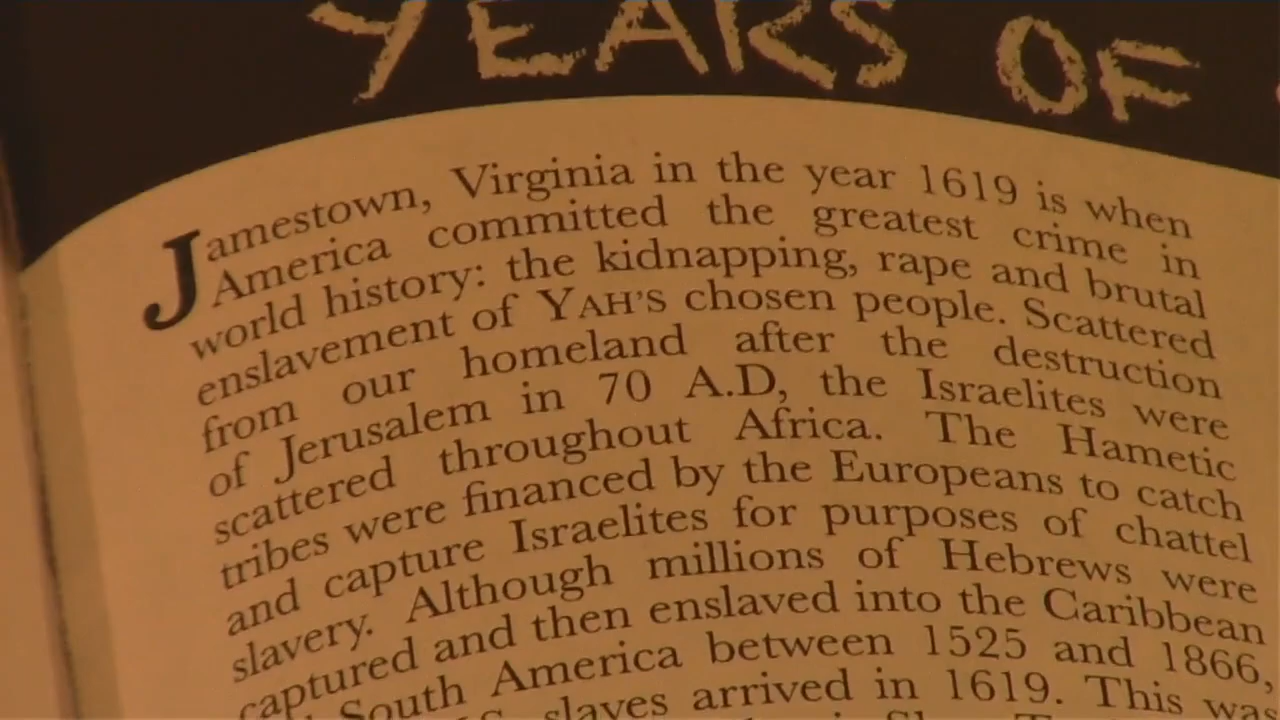 YEARS OF
Jamestown, Virginia in the year 1619 is when
America committed the greatest crime in
world history: the kidnapping, rape and brutal
enslavement of YAH'S chosen people. Scattered
from our homeland after the destruction
of Jerusalem in 70 A.D, the Israelites were
scattered throughout Africa. The Hametic
tribes were financed by the Europeans to catch
and capture Israelites for purposes of chattel
slavery. Although millions of Hebrews were
captured and then enslaved into the Caribbean
South America between 1525 and 1866,
slaves arrived in 1619. This was